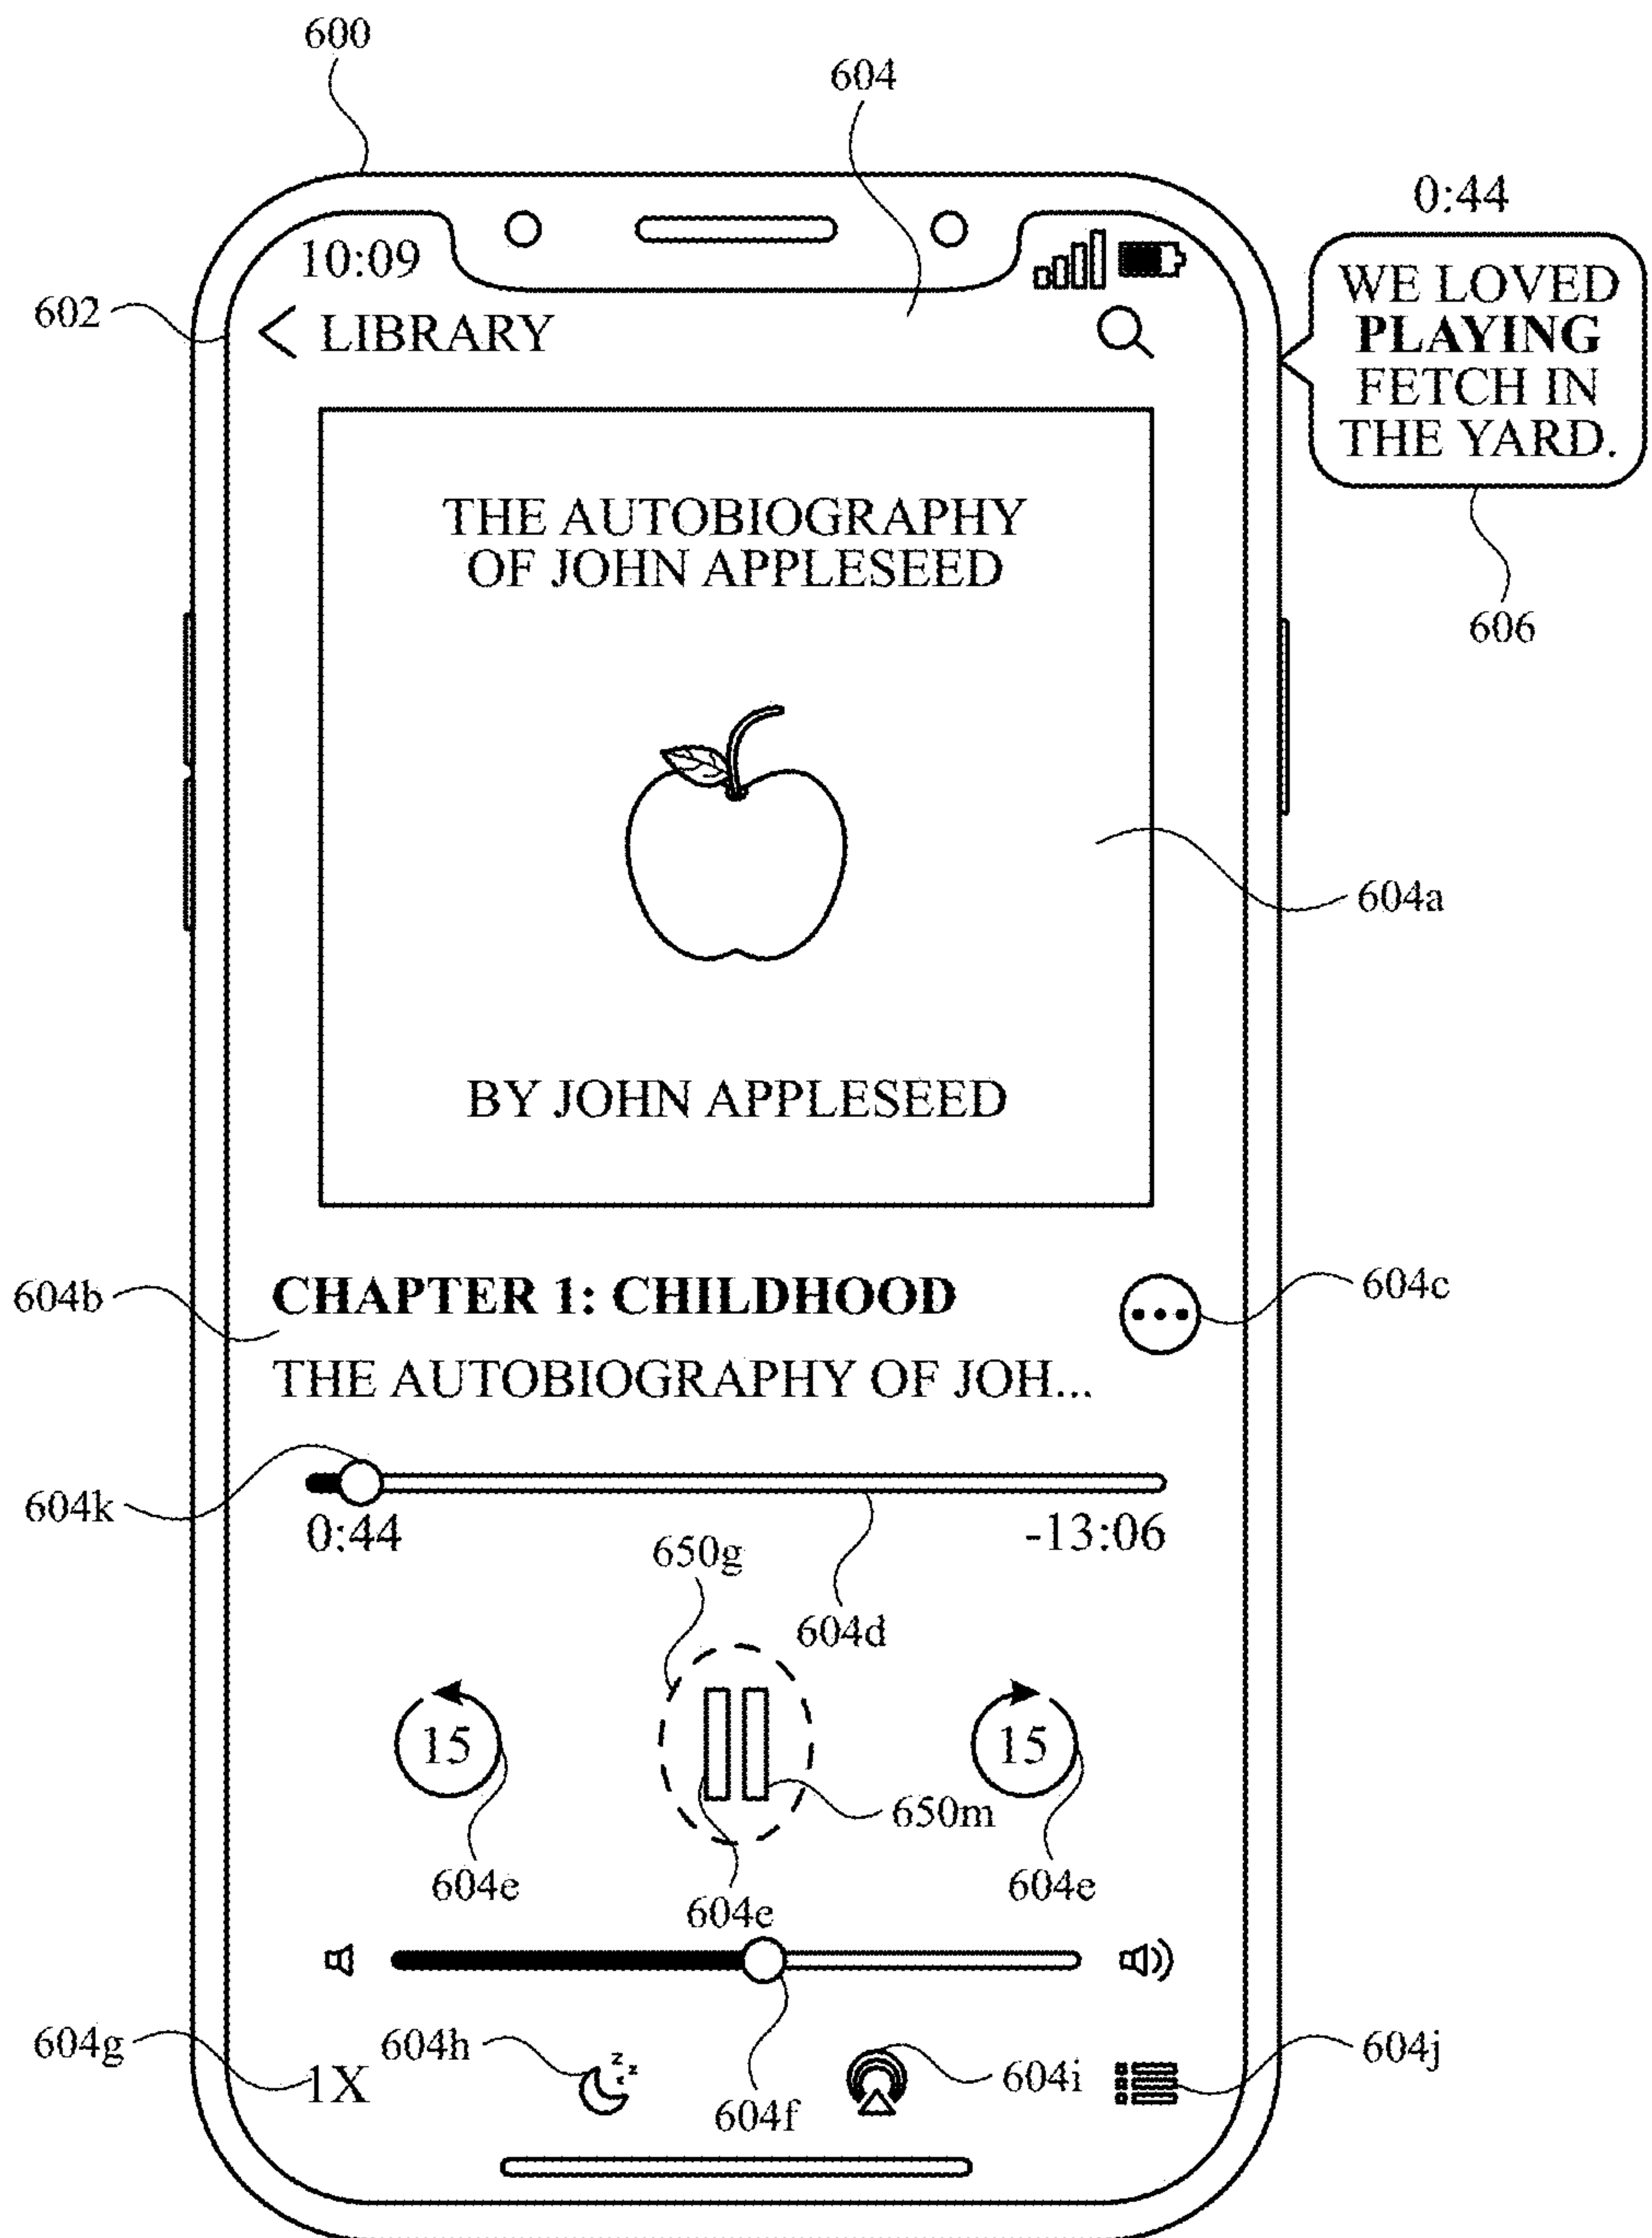 600
604
0:44
10:09
602
LIBRARY
WE LOVED
PLAYING
FETCH IN
THE YARD.
606
THE AUTOBIOGRAPHY
OF JOHN APPLESEED
604a
BY JOHN APPLESEED
604b
CHAPTER 1: CHILDHOOD
604c
THE AUTOBIOGRAPHY OF JOH...
604k
0:44
-13:06
650g
604d
15
15
650m
604e
604e
604e
604g
1X
604h
z z z
604f
604i
604j